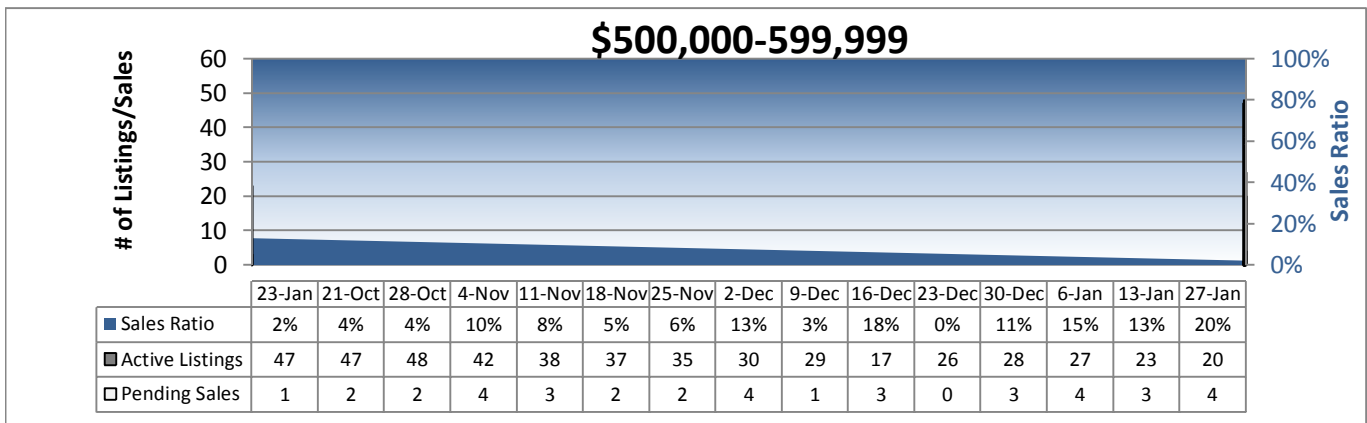 $500,000-599,999
# of Listings/Sales
60
50
40
30
20
10
0
100%
80%
60%
40%
20%
0%
Sales Ratio
23-Jan 21-Oct 28-Oct 4-Nov 11-Nov 18-Nov 25-Nov 2-Dec 9-Dec 16-Dec 23-Dec 30-Dec 6-Jan 13-Jan 27-Jan
Sales Ratio 2% 4% 4% 10% 8% 5% 6% 13% 3% 18% 0% 11% 15% 13% 20%
Active Listings 47 47 48 42 38 37 35 30 29 17 26 28 27 23 20
Pending Sales 1 2 2 4 3 2 2 4 1 3 0 3 4 3 4